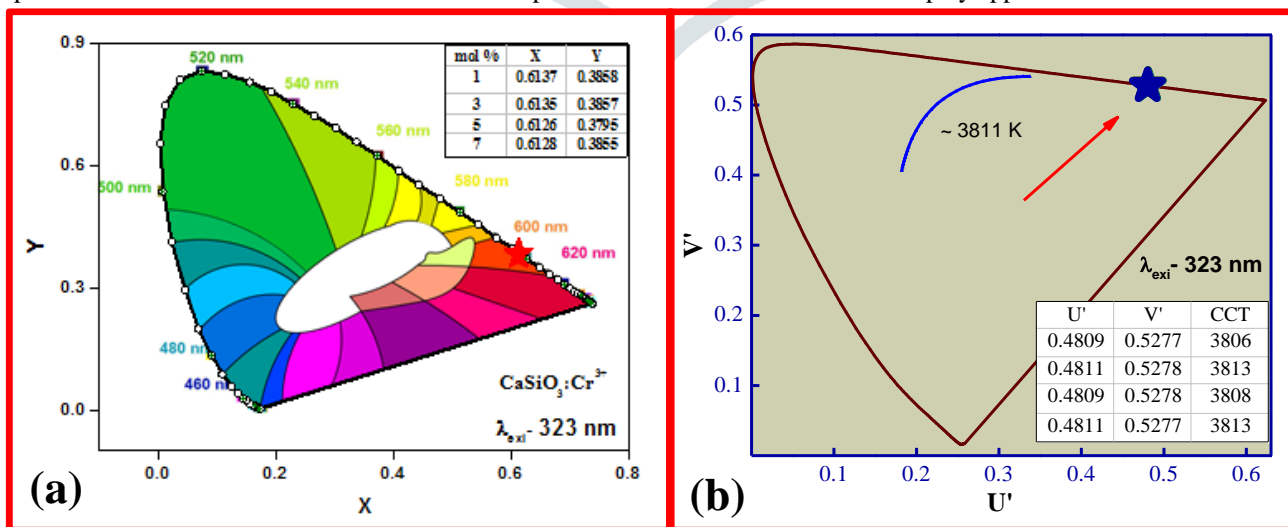 0.9
520 nm
mol % X Y
1 0.6137 0.3858
3 0.6135 0.3857
5 0.6126 0.3795
7 0.6128 0.3855
540 nm
560 nm
0.6
580 nm
500 nm
600 nm
620 nm
Y
0.3
480 nm
460 nm
CaSiO₃:Cr³⁺
0.0
λexi- 323 nm
0.0 0.2 0.4 0.6 0.8
(a)
X
0.6
0.5
~ 3811 K
0.4
0.3
V'
λexi- 323 nm
0.2
U' V' CCT
0.4809 0.5277 3806
0.4811 0.5278 3813
0.4809 0.5278 3808
0.4811 0.5277 3813
0.1
0.1 0.2 0.3 0.4 0.5 0.6
(b)
U'